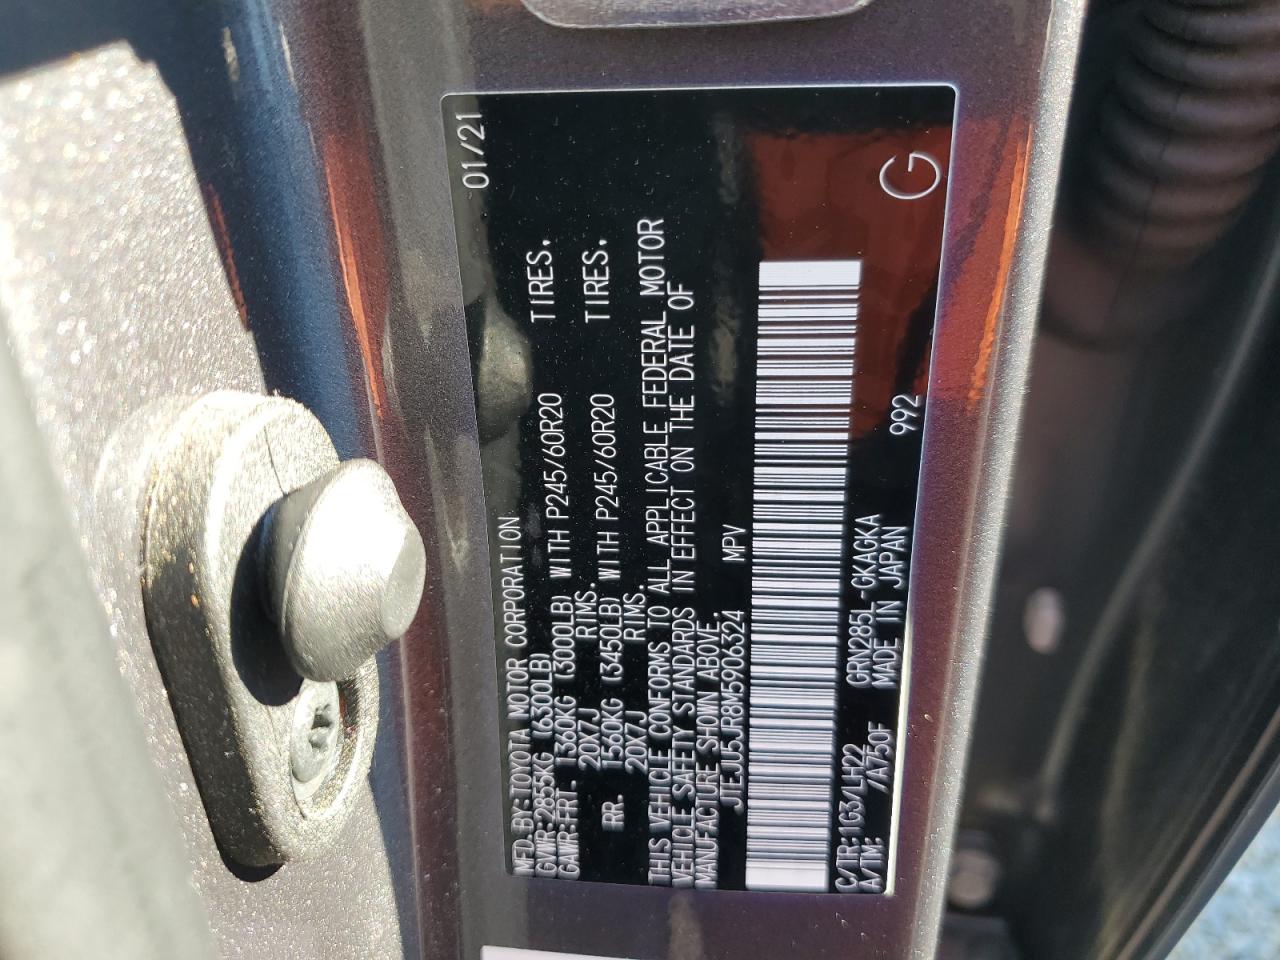 MFD.BY:TOYOTA MOTOR CORPORATION 01/21
GVWR:2855KG (6300LB)
GAWR:FRT. 1360KG (3000LB) WITH P245/60R20 TIRES.
20X7J RIMS.
RR. 1560KG (3450LB) WITH P245/60R20 TIRES.
20X7J RIMS.
THIS VEHICLE CONFORMS TO ALL APPLICABLE FEDERAL MOTOR
VEHICLE SAFETY STANDARDS IN EFFECT ON THE DATE OF
MANUFACTURE SHOWN ABOVE.
JTEJU5JR8M5906324 MPV
C/TR:1G3/LH22 GRN285L-GKAGKA 992
A/TM: /A750F MADE IN JAPAN G